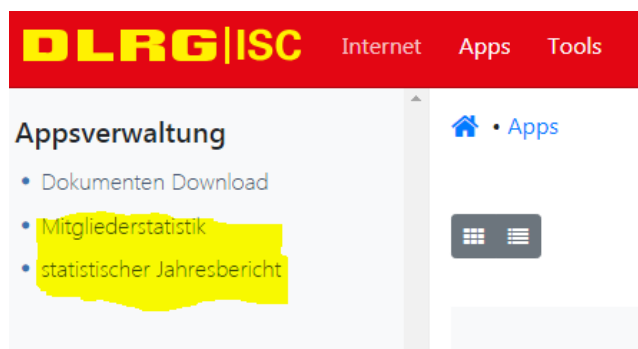 DLRG|ISC Internet Apps Tools
Appsverwaltung
• Dokumenten Download
• Mitgliederstatistik
• statistischer Jahresbericht
• Apps